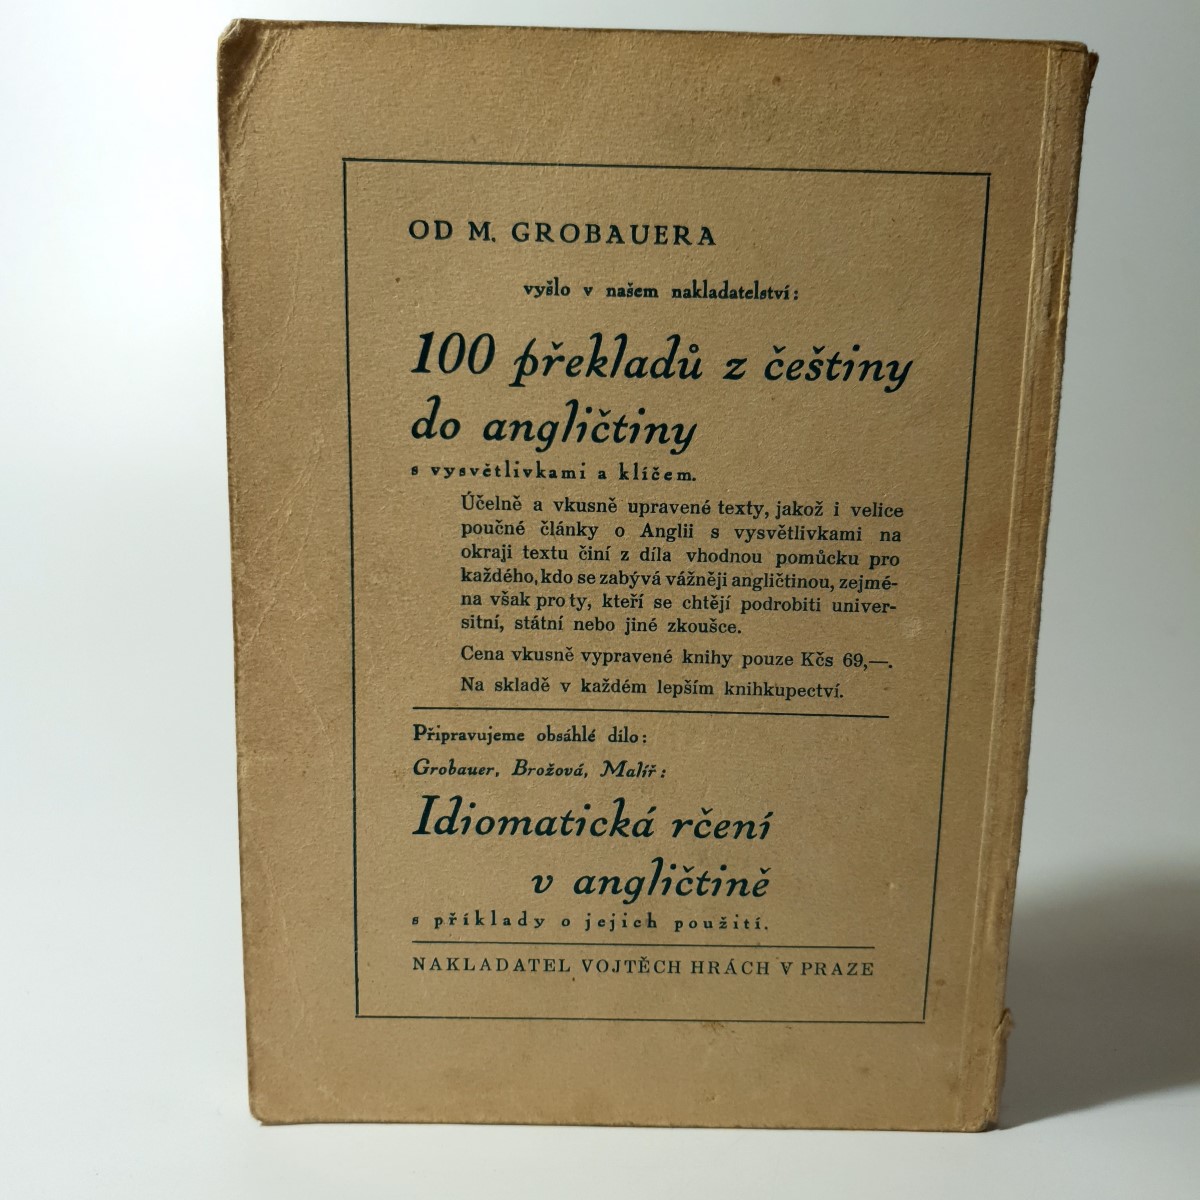 OD M. GROBAUERA
vyšlo v našem nakladatelství:
100 překladů z češtiny
do angličtiny
s vysvětlivkami a klíčem.
Účelně a vkusně upravené texty, jakož i velice
poučné články o Anglii s vysvětlivkami na
okraji textu činí z díla vhodnou pomůcku pro
každého, kdo se zabývá vážněji angličtinou, zejmé-
na však pro ty, kteří se chtějí podrobiti univer-
sitní, státní nebo jiné zkoušce.
Cena vkusně vypravené knihy pouze Kčs 69,—.
Na skladě v každém lepším knihkupectví.
Připravujeme obsáhlé dílo:
Grobauer, Brožová, Malíř:
Idiomatická rčení
v angličtině
s příklady o jejich použití.
NAKLADATEL VOJTĚCH HRÁCH V PRAZE